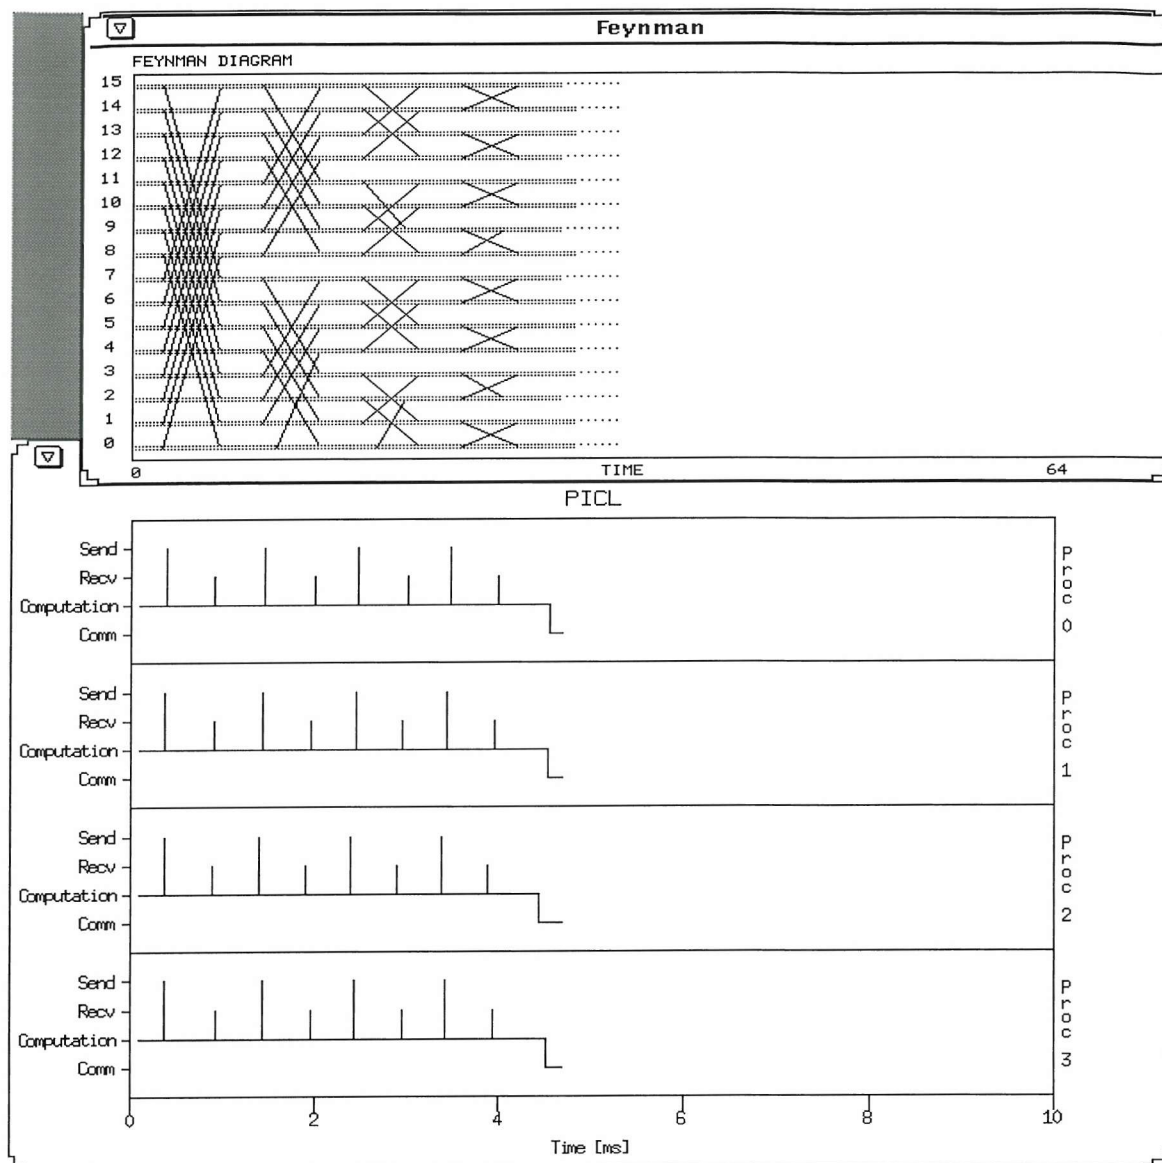 Feynman
FEYNMAN DIAGRAM
15
14
13
12
11
10
9
8
7
6
5
4
3
2
1
0
0 TIME 64
PICL
Send
Recv
Computation
Comm
Proc 0
Send
Recv
Computation
Comm
Proc 1
Send
Recv
Computation
Comm
Proc 2
Send
Recv
Computation
Comm
Proc 3
0 2 4 6 8 10
Time [ms]